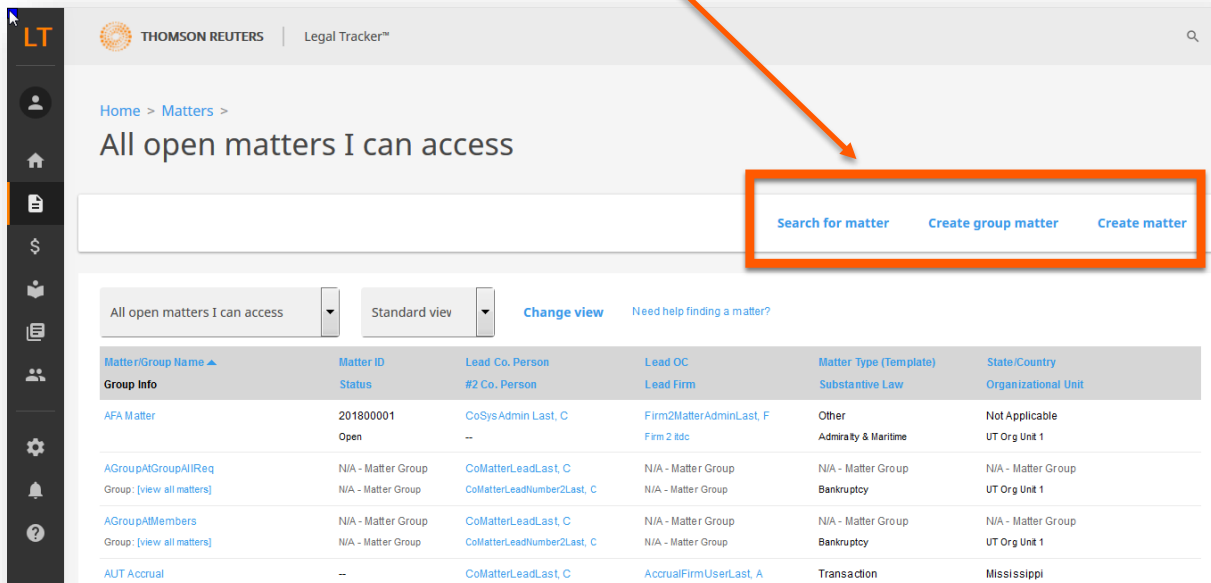 LT
THOMSON REUTERS
Legal Tracker™
Home > Matters >
All open matters I can access
Search for matter
Create group matter
Create matter
All open matters I can access
Standard view
Change view
Need help finding a matter?
Matter/Group Name Matter ID Lead Co. Person Lead OC Matter Type (Template) State/Country
Group Info Status #2 Co. Person Lead Firm Substantive Law Organizational Unit
AFA Matter 201800001 CoSysAdmin Last, C Firm2MatterAdminLast, F Other Not Applicable
Open -- Firm 2 itdc Admiralty & Maritime UT Org Unit 1
AGroupAtGroupAllReq N/A - Matter Group CoMatterLeadLast, C N/A - Matter Group N/A - Matter Group N/A - Matter Group
Group: [view all matters] N/A - Matter Group CoMatterLeadNumber2Last, C N/A - Matter Group Bankruptcy UT Org Unit 1
AGroupAtMembers N/A - Matter Group CoMatterLeadLast, C N/A - Matter Group N/A - Matter Group N/A - Matter Group
Group: [view all matters] N/A - Matter Group CoMatterLeadNumber2Last, C N/A - Matter Group Bankruptcy UT Org Unit 1
AUT Accrual -- CoMatterLeadLast, C AccrualFirmUserLast, A Transaction Mississippi